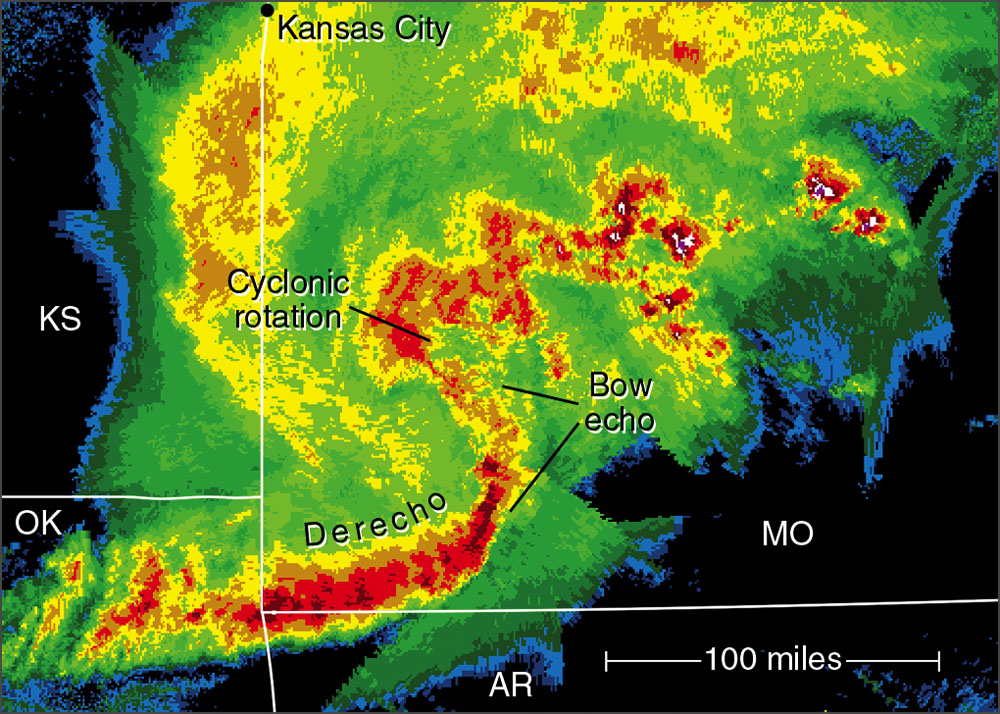 Kansas City
KS
Cyclonic
rotation
Bow
echo
Derecho
OK
MO
100 miles
AR